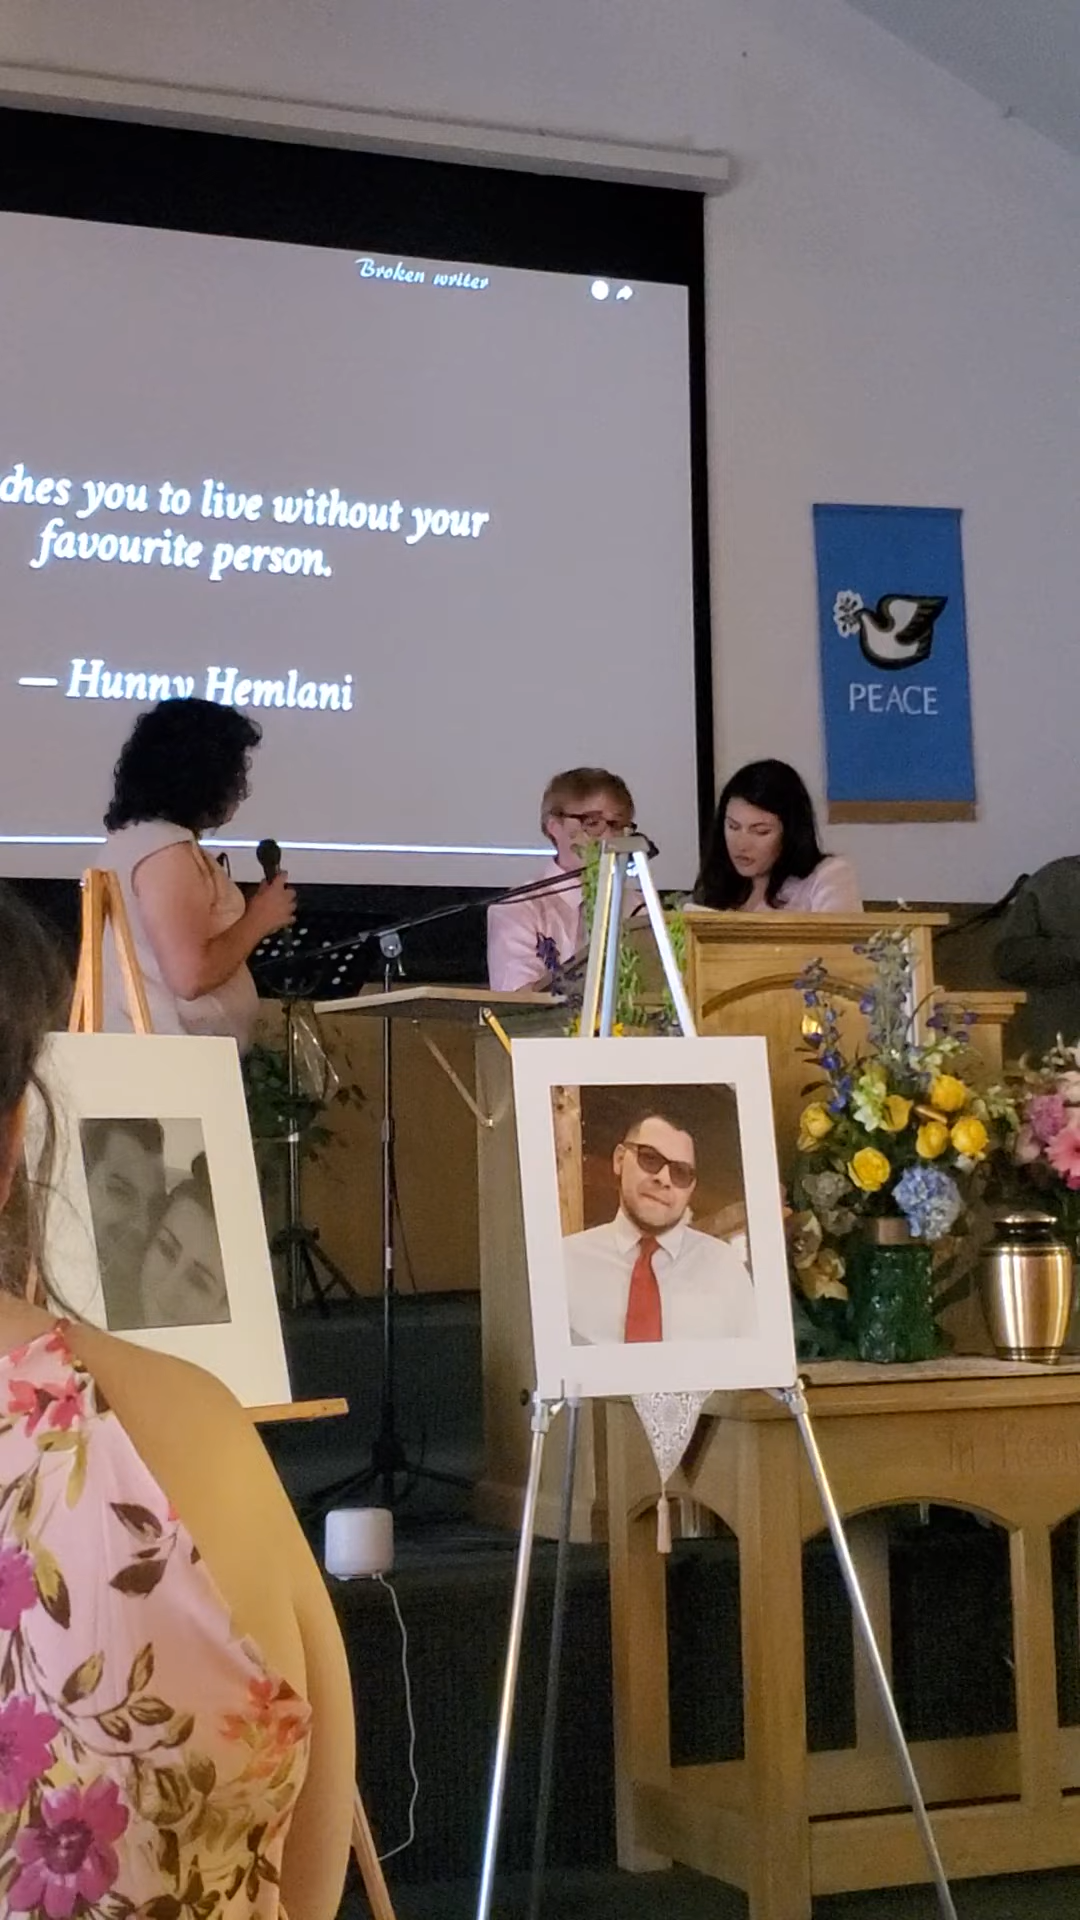 Broken writer
ches you to live without your
favourite person.
— Hunny Hemlani
PEACE